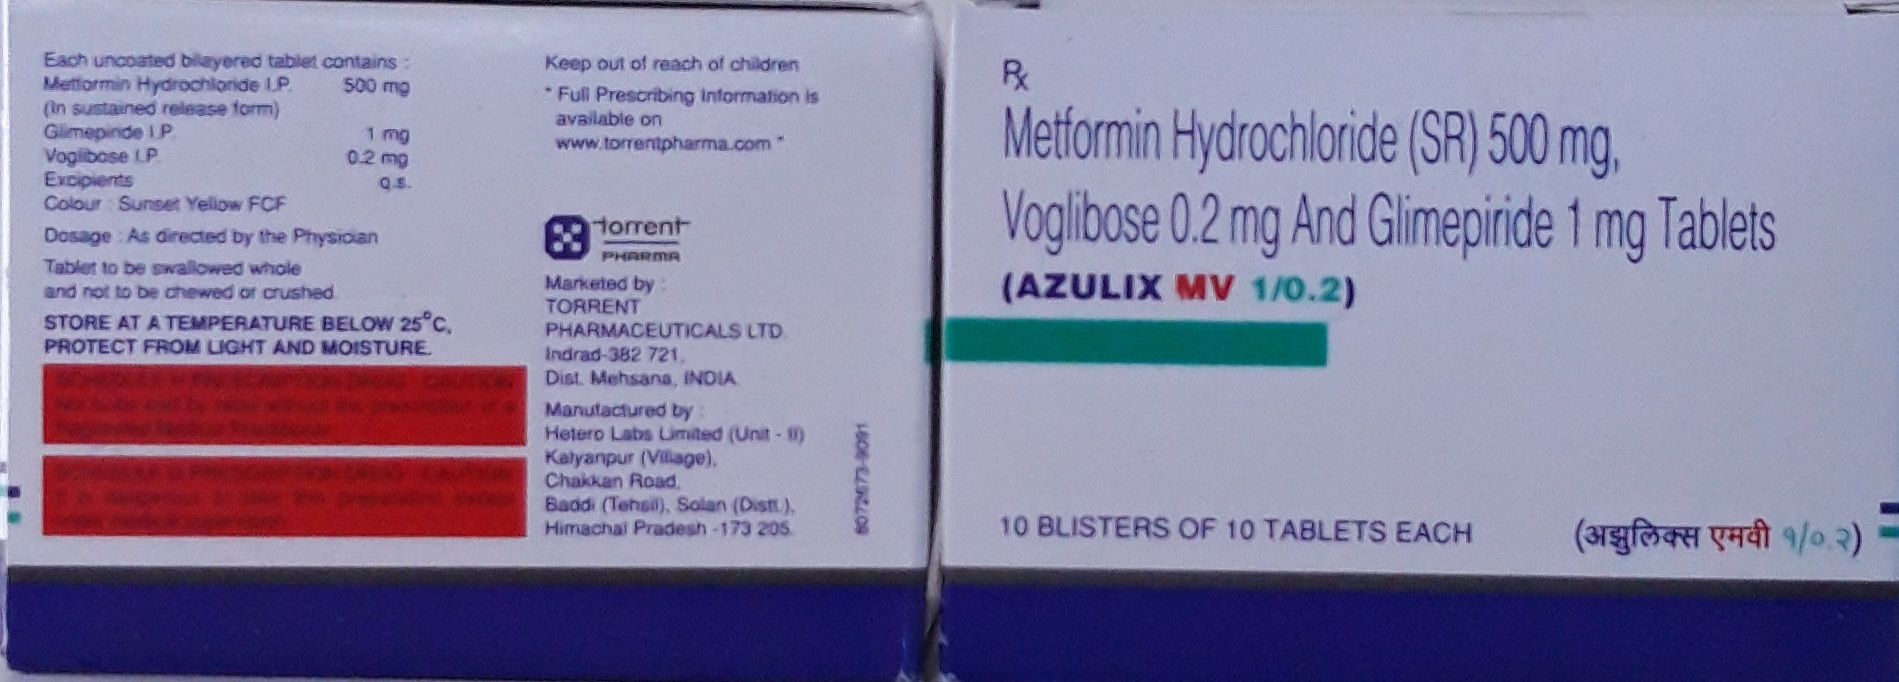 Each uncoated bilayered tablet contains :
Metformin Hydrochloride I.P. 500 mg
(In sustained release form)
Glimepiride I.P. 1 mg
Voglibose I.P. 0.2 mg
Excipients q.s.
Colour : Sunset Yellow FCF
Dosage : As directed by the Physician
Tablet to be swallowed whole
and not to be chewed or crushed.
STORE AT A TEMPERATURE BELOW 25°C,
PROTECT FROM LIGHT AND MOISTURE.
Keep out of reach of children
* Full Prescribing Information is
available on
www.torrentpharma.com *
torrent
PHARMA
Marketed by :
TORRENT
PHARMACEUTICALS LTD.
Indrad-382 721,
Dist. Mehsana, INDIA.
Manufactured by :
Hetero Labs Limited (Unit - II)
Kalyanpur (Village),
Chakkan Road,
Baddi (Tehsil), Solan (Distt.),
Himachal Pradesh -173 205.
8072673-9091
Rx
Metformin Hydrochloride (SR) 500 mg,
Voglibose 0.2 mg And Glimepiride 1 mg Tablets
(AZULIX MV 1/0.2)
10 BLISTERS OF 10 TABLETS EACH
(अझुलिक्स एमवी १/०.२)